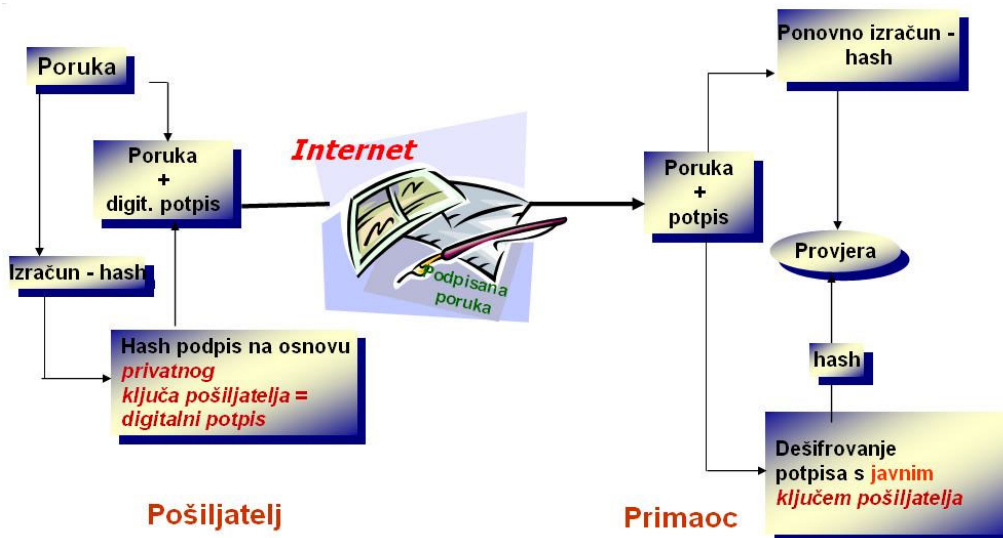 Poruka
Poruka
+
digit. potpis
Izračun - hash
Hash podpis na osnovu
privatnog
ključa pošiljatelja =
digitalni potpis
Pošiljatelj
Internet
Podpisana
poruka
Poruka
+
potpis
Ponovno izračun -
hash
Provjera
hash
Dešifrovanje
potpisa s javnim
ključem pošiljatelja
Primaoc